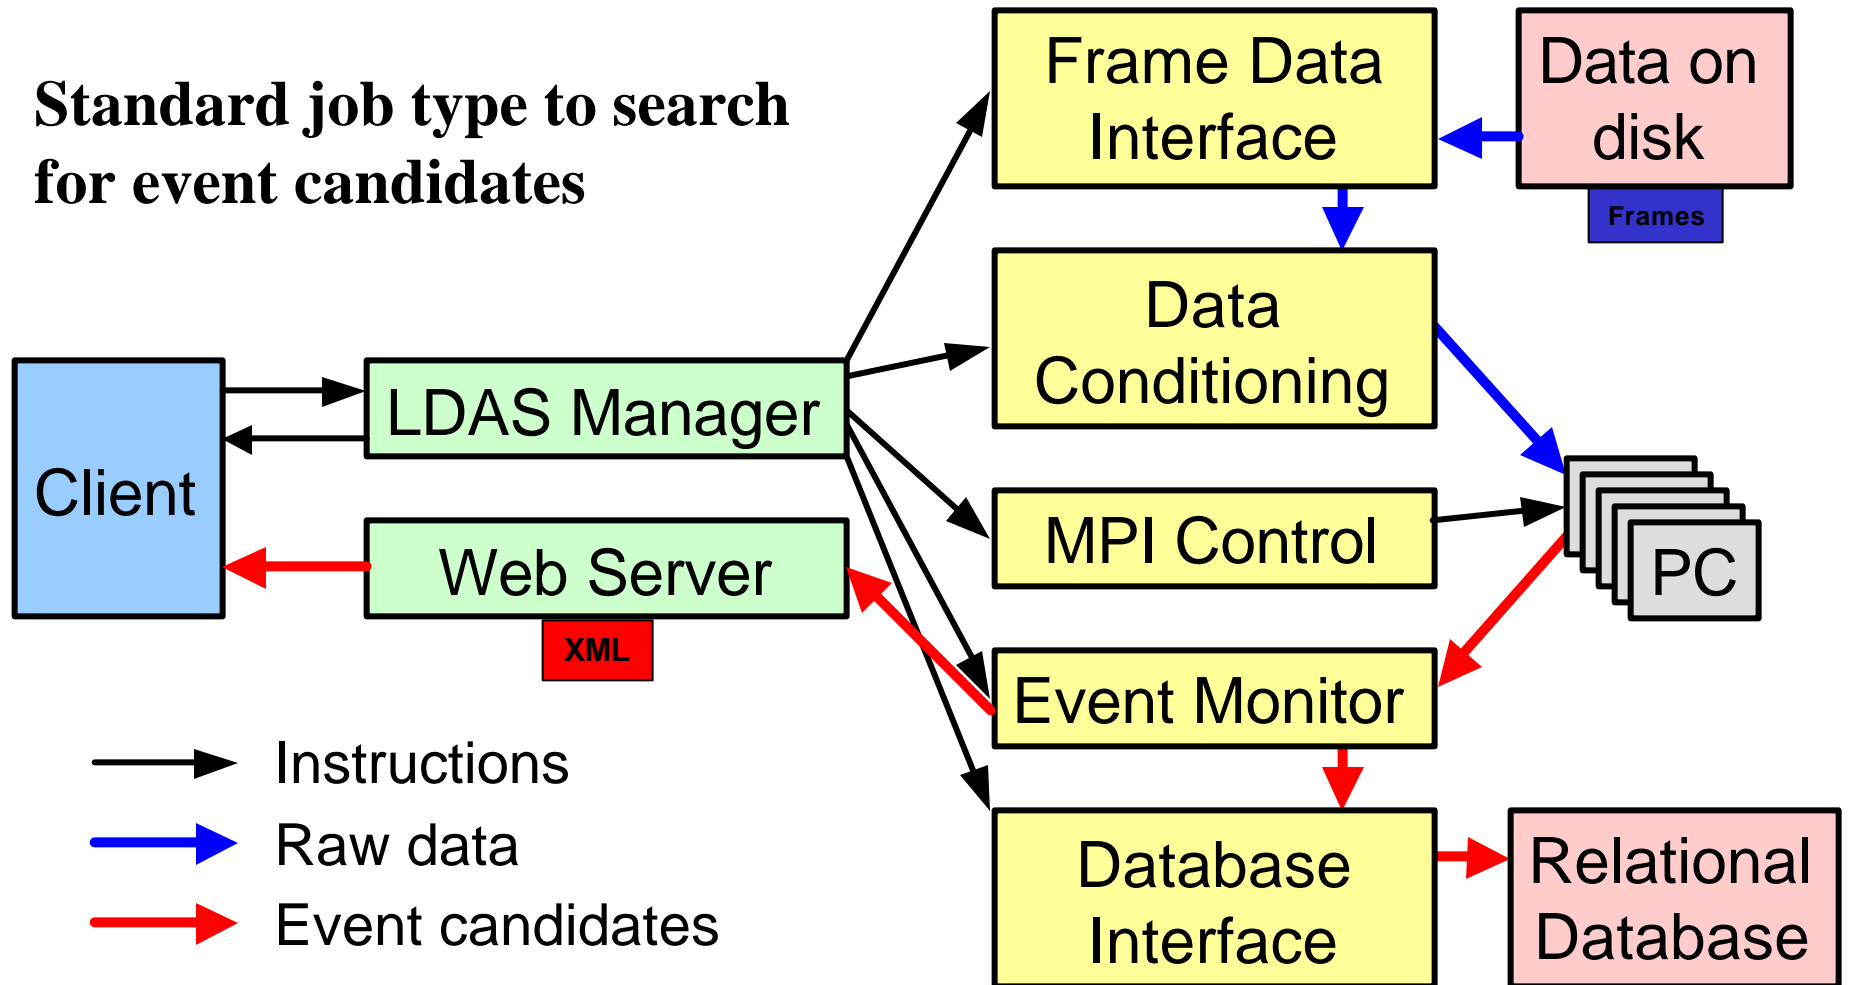 Standard job type to search
for event candidates
Frame Data
Interface
Data on
disk
Frames
Data
Conditioning
Client
LDAS Manager
Web Server
XML
MPI Control
PC
Event Monitor
Database
Interface
Relational
Database
Instructions
Raw data
Event candidates